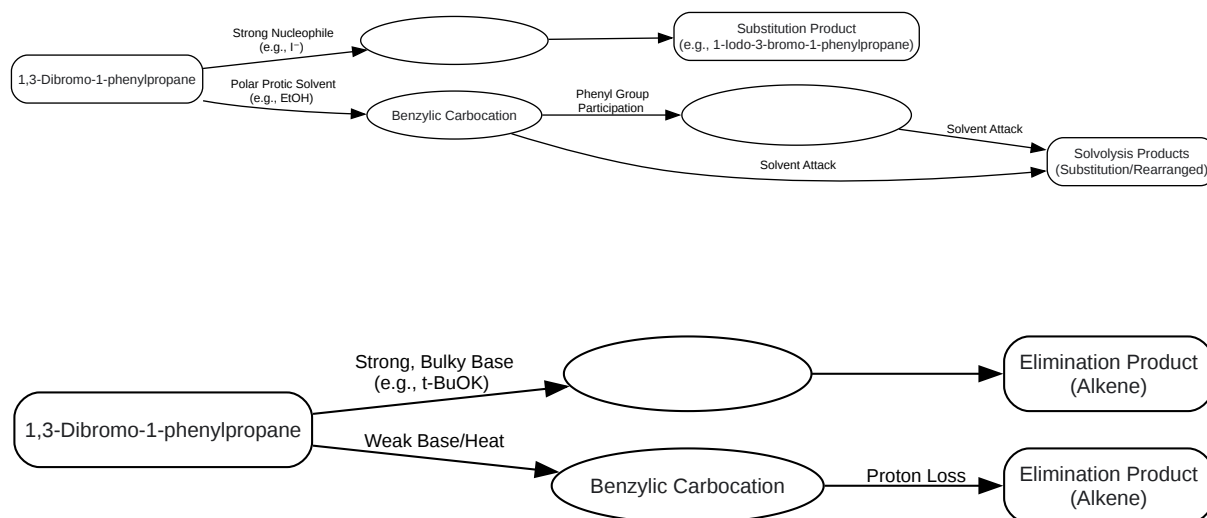 Strong Nucleophile
(e.g., I⁻)
Substitution Product
(e.g., 1-Iodo-3-bromo-1-phenylpropane)
1,3-Dibromo-1-phenylpropane
Polar Protic Solvent
(e.g., EtOH)
Benzylic Carbocation
Phenyl Group
Participation
Solvent Attack
Solvent Attack
Solvolysis Products
(Substitution/Rearranged)
Strong, Bulky Base
(e.g., t-BuOK)
Elimination Product
(Alkene)
1,3-Dibromo-1-phenylpropane
Weak Base/Heat
Benzylic Carbocation
Proton Loss
Elimination Product
(Alkene)